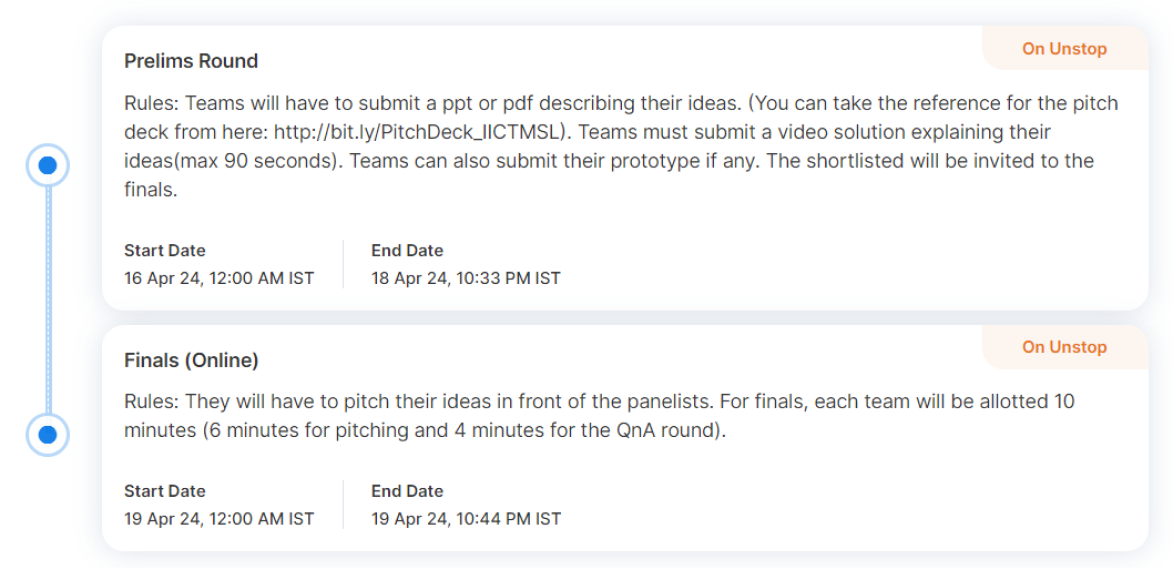 On Unstop
Prelims Round
Rules: Teams will have to submit a ppt or pdf describing their ideas. (You can take the reference for the pitch
deck from here: http://bit.ly/PitchDeck_IICTMSL). Teams must submit a video solution explaining their
ideas(max 90 seconds). Teams can also submit their prototype if any. The shortlisted will be invited to the
finals.
Start Date End Date
16 Apr 24, 12:00 AM IST 18 Apr 24, 10:33 PM IST
On Unstop
Finals (Online)
Rules: They will have to pitch their ideas in front of the panelists. For finals, each team will be allotted 10
minutes (6 minutes for pitching and 4 minutes for the QnA round).
Start Date End Date
19 Apr 24, 12:00 AM IST 19 Apr 24, 10:44 PM IST